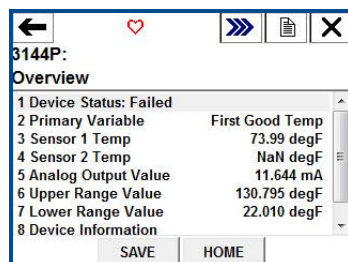 3144P:
Overview
1 Device Status: Failed
2 Primary Variable First Good Temp
3 Sensor 1 Temp 73.99 degF
4 Sensor 2 Temp NaN degF
5 Analog Output Value 11.644 mA
6 Upper Range Value 130.795 degF
7 Lower Range Value 22.010 degF
8 Device Information
SAVE HOME